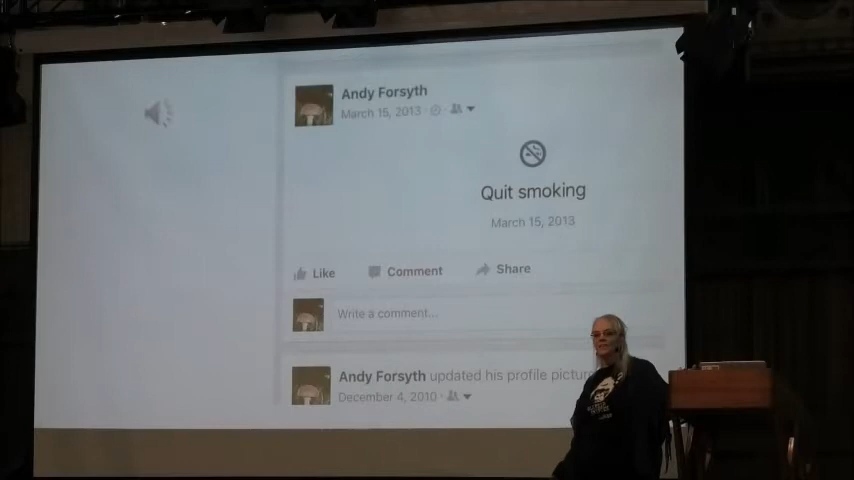 Andy Forsyth
March 15, 2013
Quit smoking
March 15, 2013
Like Comment Share
Write a comment...
Andy Forsyth updated his profile pictur
December 4, 2010